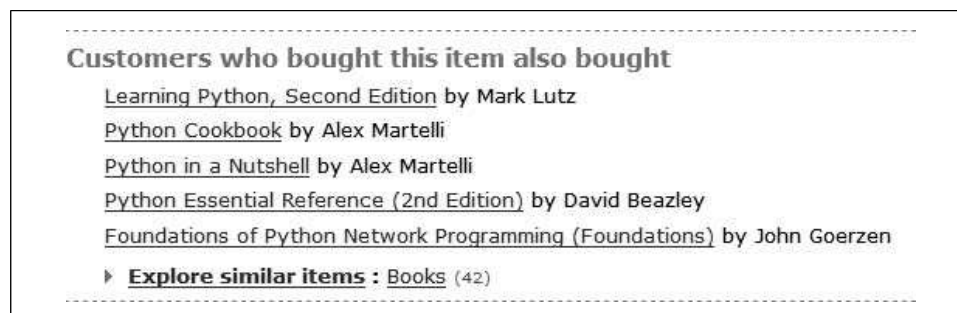 Customers who bought this item also bought
Learning Python, Second Edition by Mark Lutz
Python Cookbook by Alex Martelli
Python in a Nutshell by Alex Martelli
Python Essential Reference (2nd Edition) by David Beazley
Foundations of Python Network Programming (Foundations) by John Goerzen
Explore similar items : Books (42)